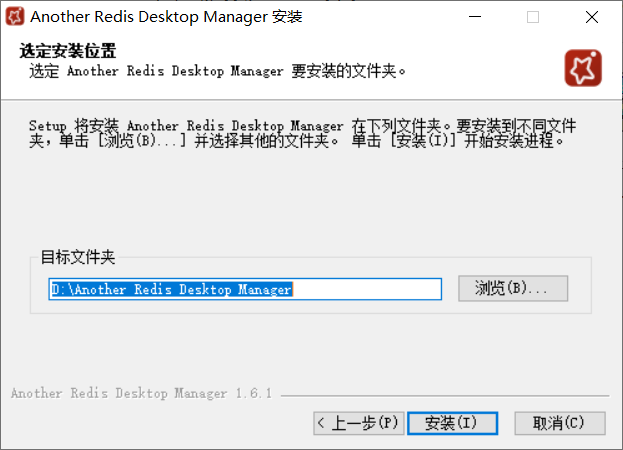 Another Redis Desktop Manager 安装
选定安装位置
选定 Another Redis Desktop Manager 要安装的文件夹。
Setup 将安装 Another Redis Desktop Manager 在下列文件夹。要安装到不同文件
夹，单击 [浏览(B)...] 并选择其他的文件夹。 单击 [安装(I)] 开始安装进程。
目标文件夹
D:\Another Redis Desktop Manager
浏览(B)...
Another Redis Desktop Manager 1.6.1
< 上一步(P)
安装(I)
取消(C)